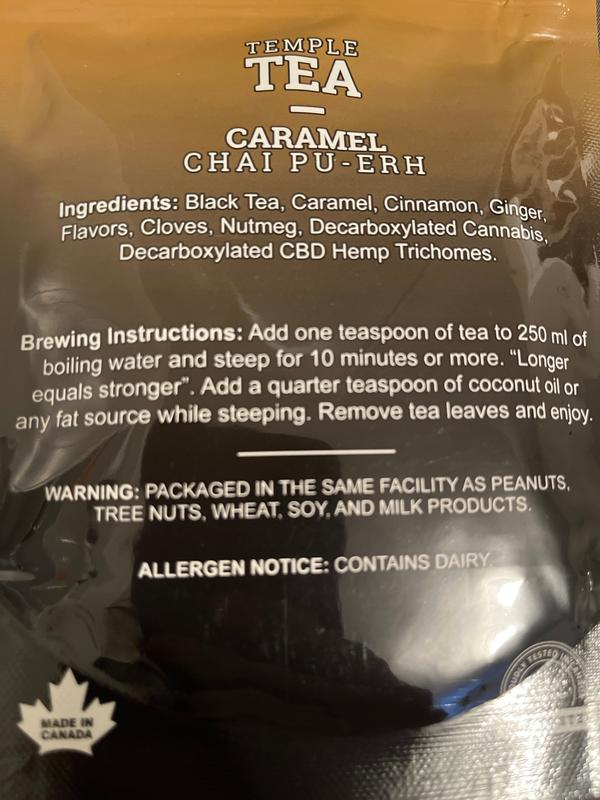 TEMPLE
TEA
CARAMEL
CHAI PU-ERH
Ingredients: Black Tea, Caramel, Cinnamon, Ginger,
Flavors, Cloves, Nutmeg, Decarboxylated Cannabis,
Decarboxylated CBD Hemp Trichomes.
Brewing Instructions: Add one teaspoon of tea to 250 ml of
boiling water and steep for 10 minutes or more. "Longer
equals stronger". Add a quarter teaspoon of coconut oil or
any fat source while steeping. Remove tea leaves and enjoy.
WARNING: PACKAGED IN THE SAME FACILITY AS PEANUTS,
TREE NUTS, WHEAT, SOY, AND MILK PRODUCTS.
ALLERGEN NOTICE: CONTAINS DAIRY.
MADE IN
CANADA
TESTED